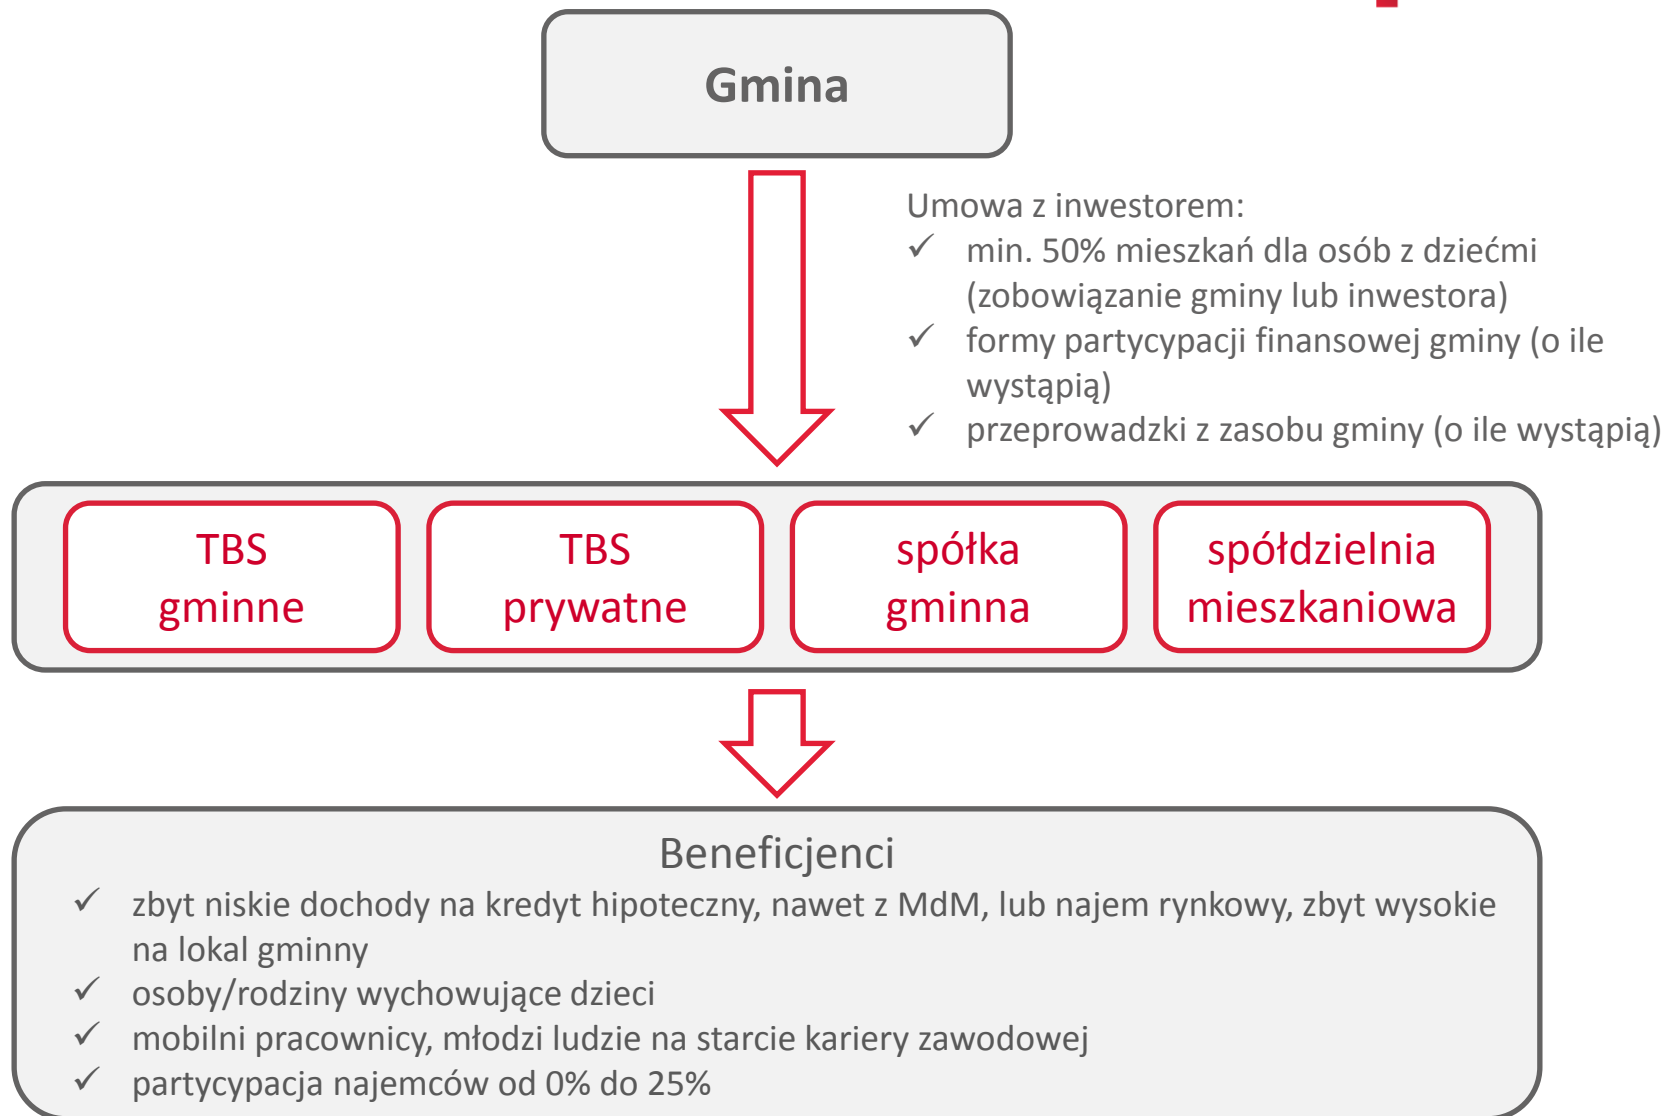 Gmina
Umowa z inwestorem:
✓ min. 50% mieszkań dla osób z dziećmi
(zobowiązanie gminy lub inwestora)
✓ formy partycypacji finansowej gminy (o ile
wystąpią)
✓ przeprowadzki z zasobu gminy (o ile wystąpią)
TBS
gminne
TBS
prywatne
spółka
gminna
spółdzielnia
mieszkaniowa
Beneficjenci
✓ zbyt niskie dochody na kredyt hipoteczny, nawet z MdM, lub najem rynkowy, zbyt wysokie
na lokal gminny
✓ osoby/rodziny wychowujące dzieci
✓ mobilni pracownicy, młodzi ludzie na starcie kariery zawodowej
✓ partycypacja najemców od 0% do 25%